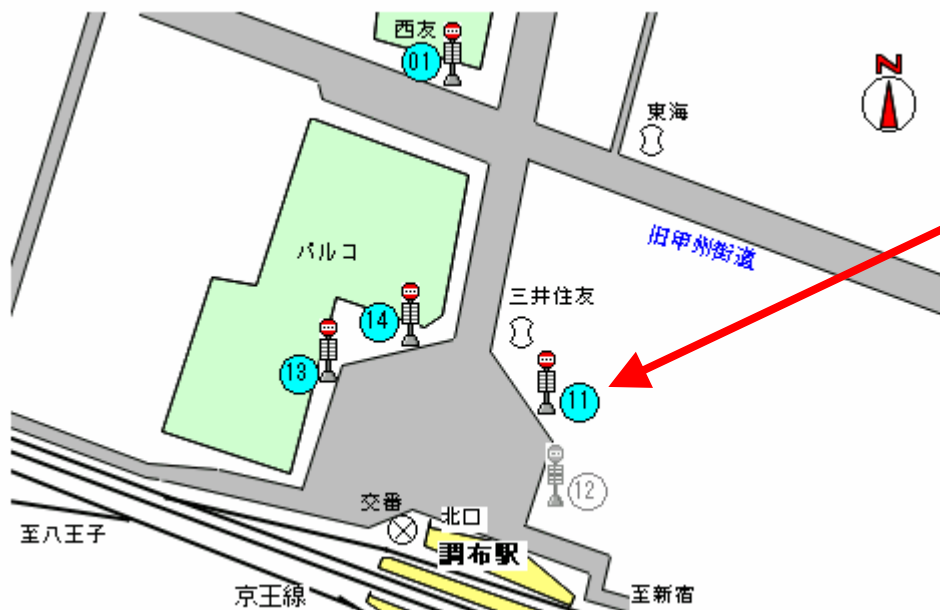 西友
01
N
東海
旧甲州街道
パルコ
三井住友
14
13
11
12
交番
北口
至八王子
調布駅
京王線
至新宿